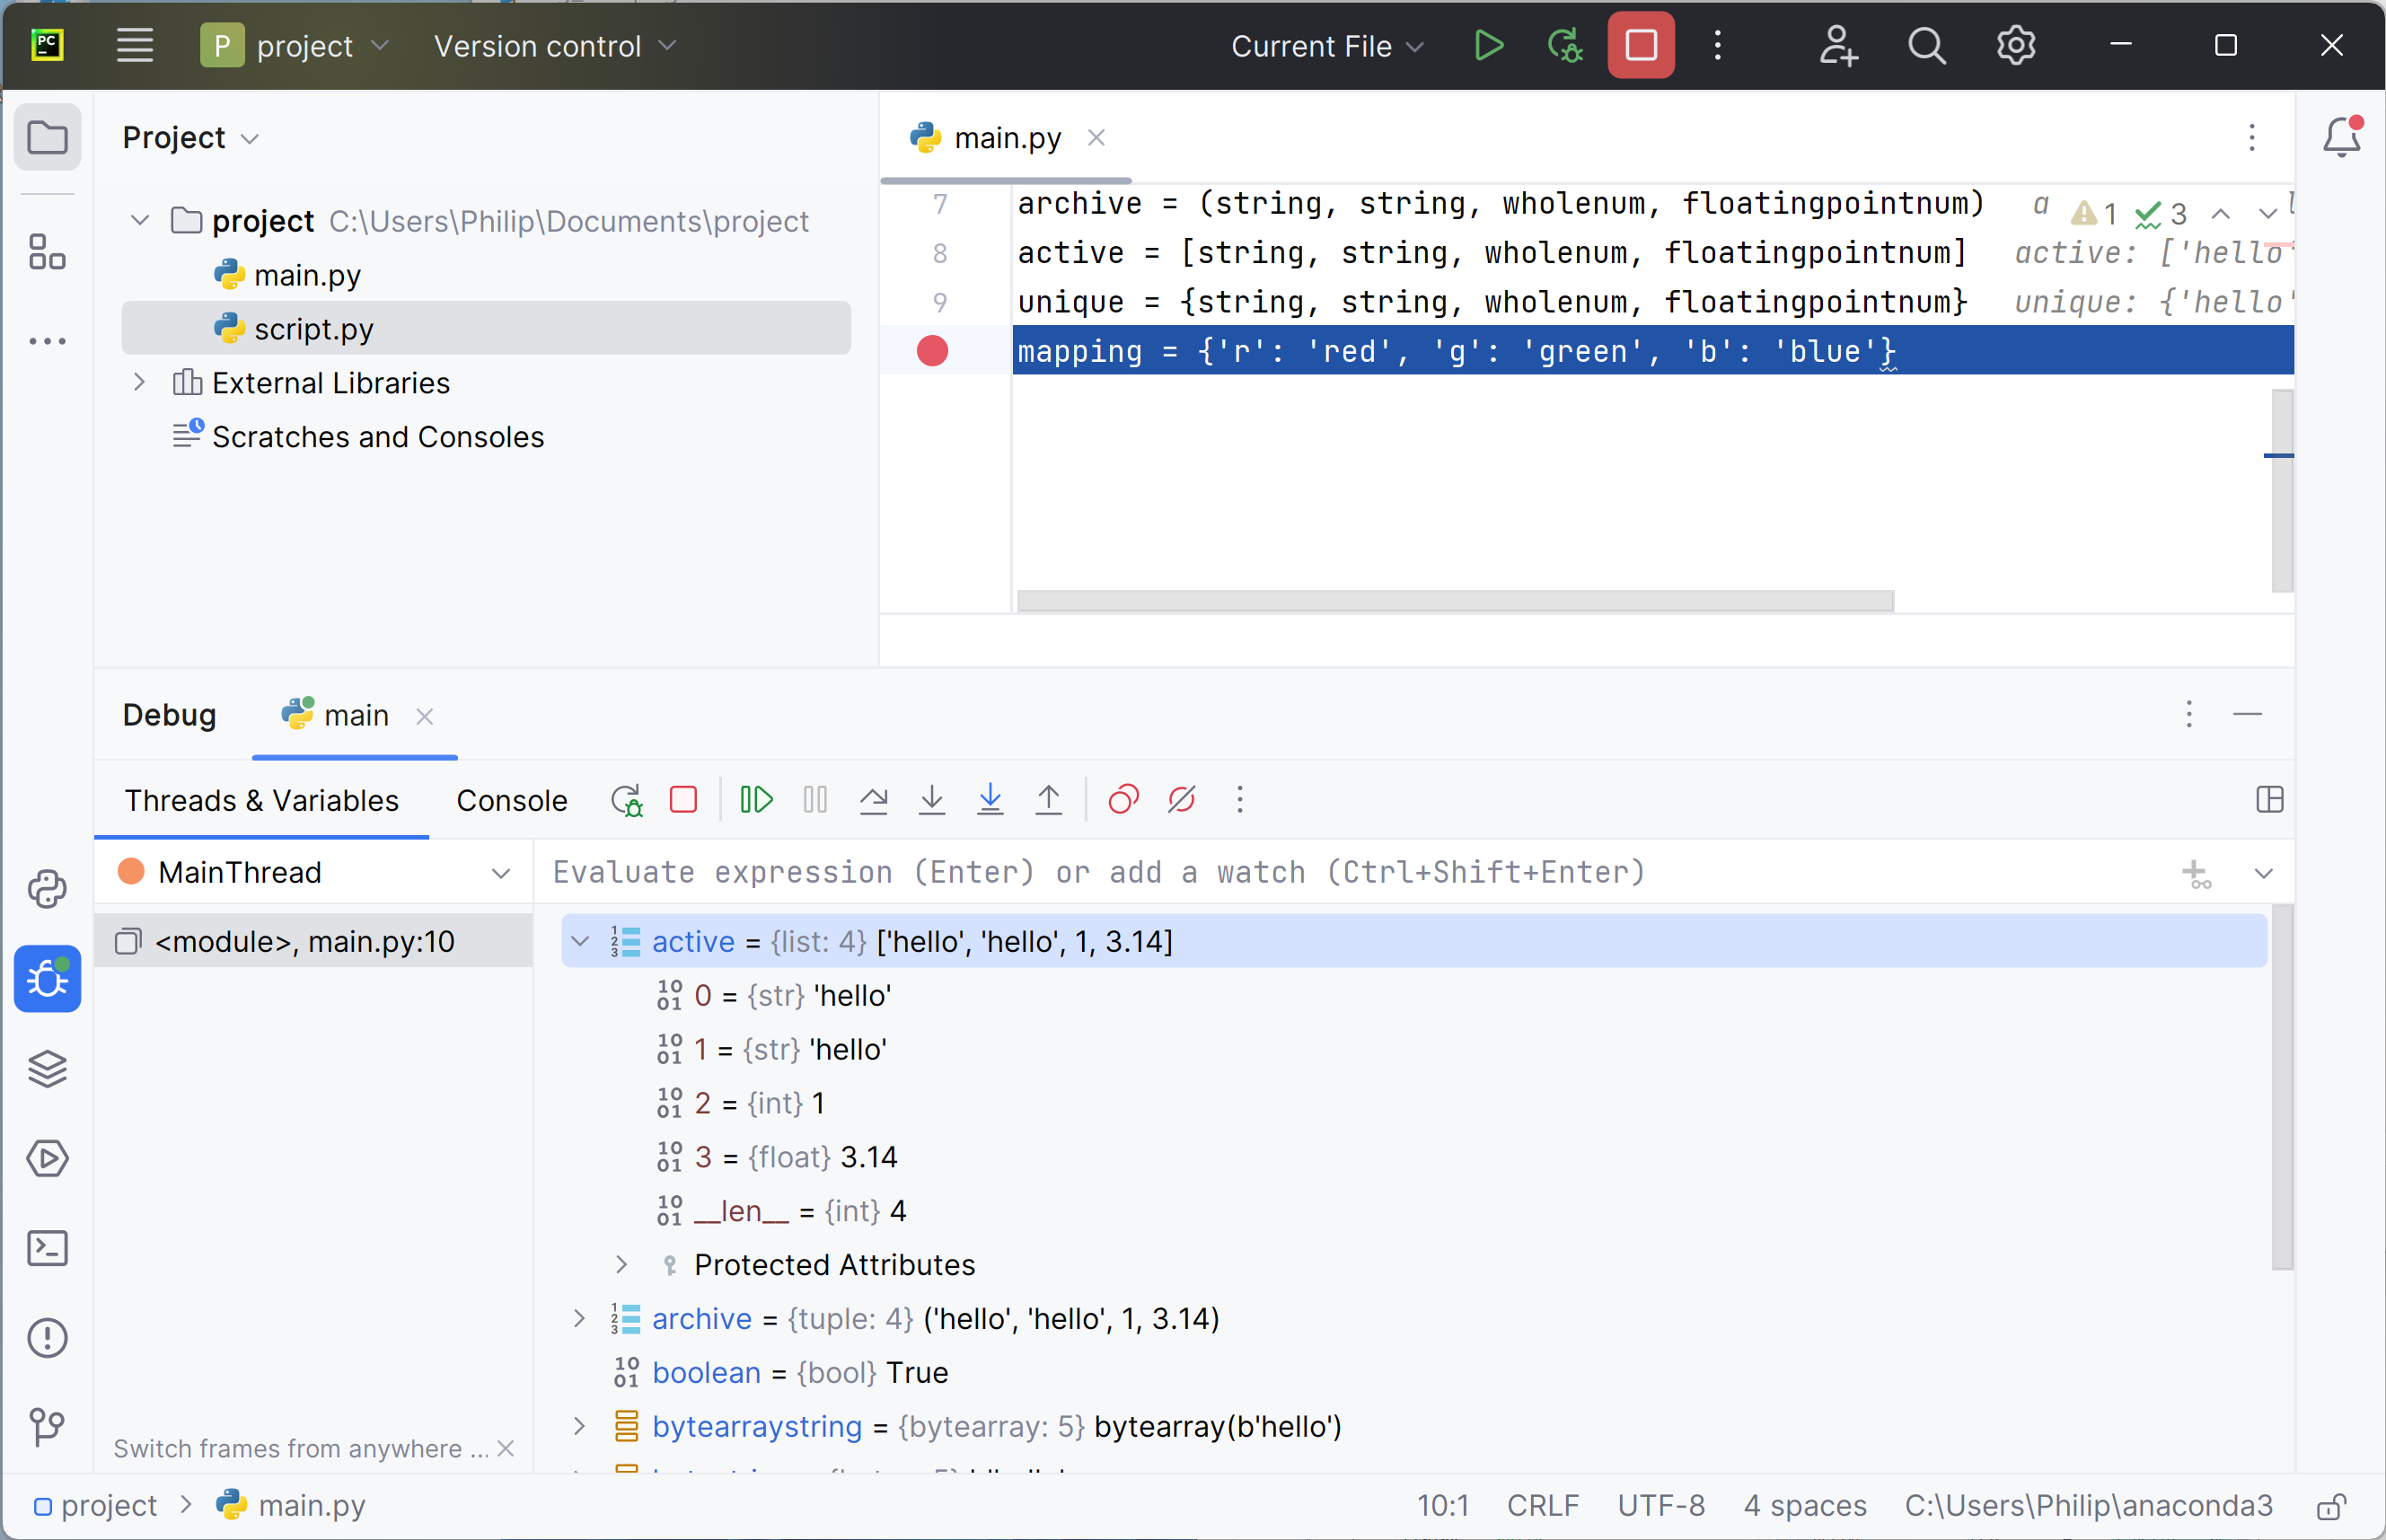 PC
P project Version control Current File
Project
main.py
project C:\Users\Philip\Documents\project
main.py
script.py
External Libraries
Scratches and Consoles
7 archive = (string, string, wholenum, floatingpointnum) a 1 3
8 active = [string, string, wholenum, floatingpointnum] active: ['hello'
9 unique = {string, string, wholenum, floatingpointnum} unique: {'hello'
mapping = {'r': 'red', 'g': 'green', 'b': 'blue'}
Debug main
Threads & Variables Console
MainThread
Evaluate expression (Enter) or add a watch (Ctrl+Shift+Enter)
<module>, main.py:10
active = {list: 4} ['hello', 'hello', 1, 3.14]
0 = {str} 'hello'
1 = {str} 'hello'
2 = {int} 1
3 = {float} 3.14
__len__ = {int} 4
Protected Attributes
archive = {tuple: 4} ('hello', 'hello', 1, 3.14)
boolean = {bool} True
bytearraystring = {bytearray: 5} bytearray(b'hello')
Switch frames from anywhere ...
project > main.py
10:1 CRLF UTF-8 4 spaces C:\Users\Philip\anaconda3